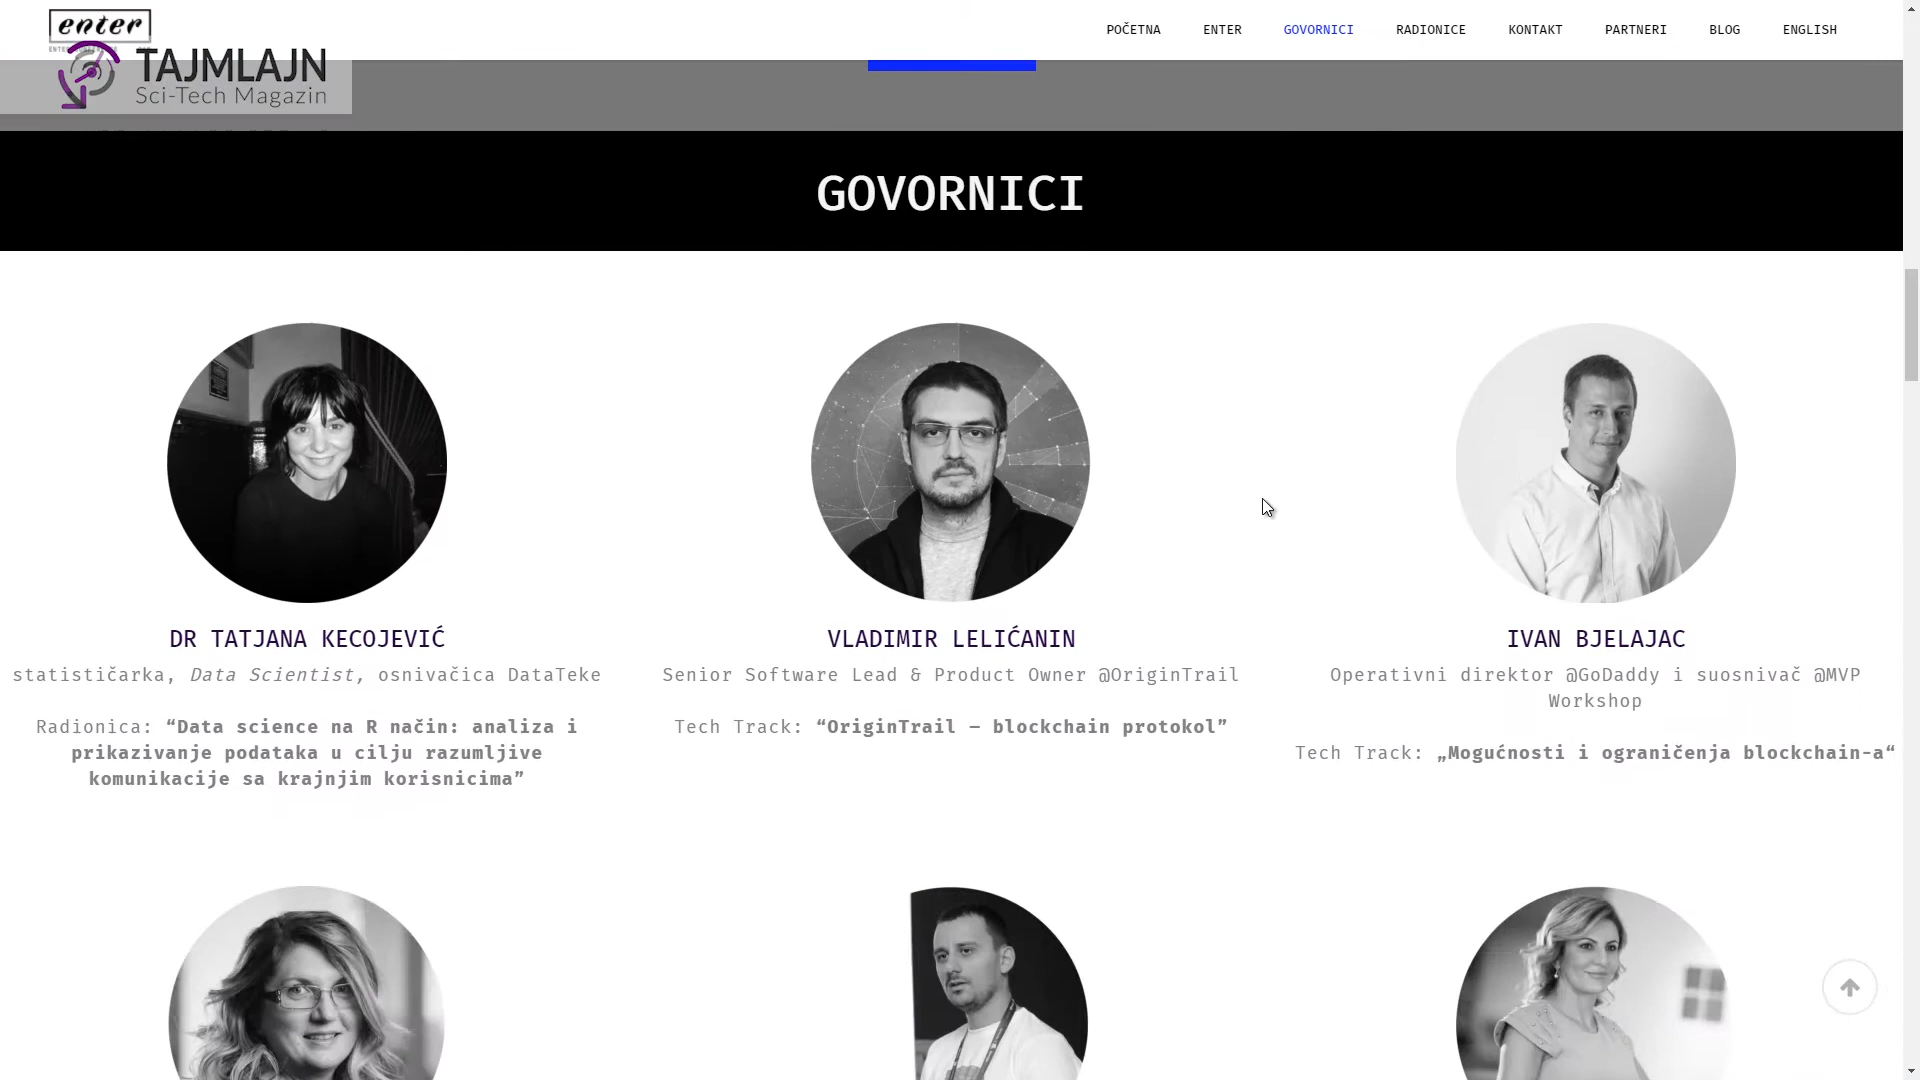 enter
POČETNA ENTER GOVORNICI RADIONICE KONTAKT PARTNERI BLOG ENGLISH
TAJMLAJN
Sci-Tech Magazin
GOVORNICI
DR TATJANA KECOJEVIĆ
statističarka, Data Scientist, osnivačica DataTeke
Radionica: “Data science na R način: analiza i
prikazivanje podataka u cilju razumljive
komunikacije sa krajnjim korisnicima”
VLADIMIR LELIĆANIN
Senior Software Lead & Product Owner @OriginTrail
Tech Track: “OriginTrail – blockchain protokol”
IVAN BJELAJAC
Operativni direktor @GoDaddy i suosnivač @MVP
Workshop
Tech Track: „Mogućnosti i ograničenja blockchain-a“